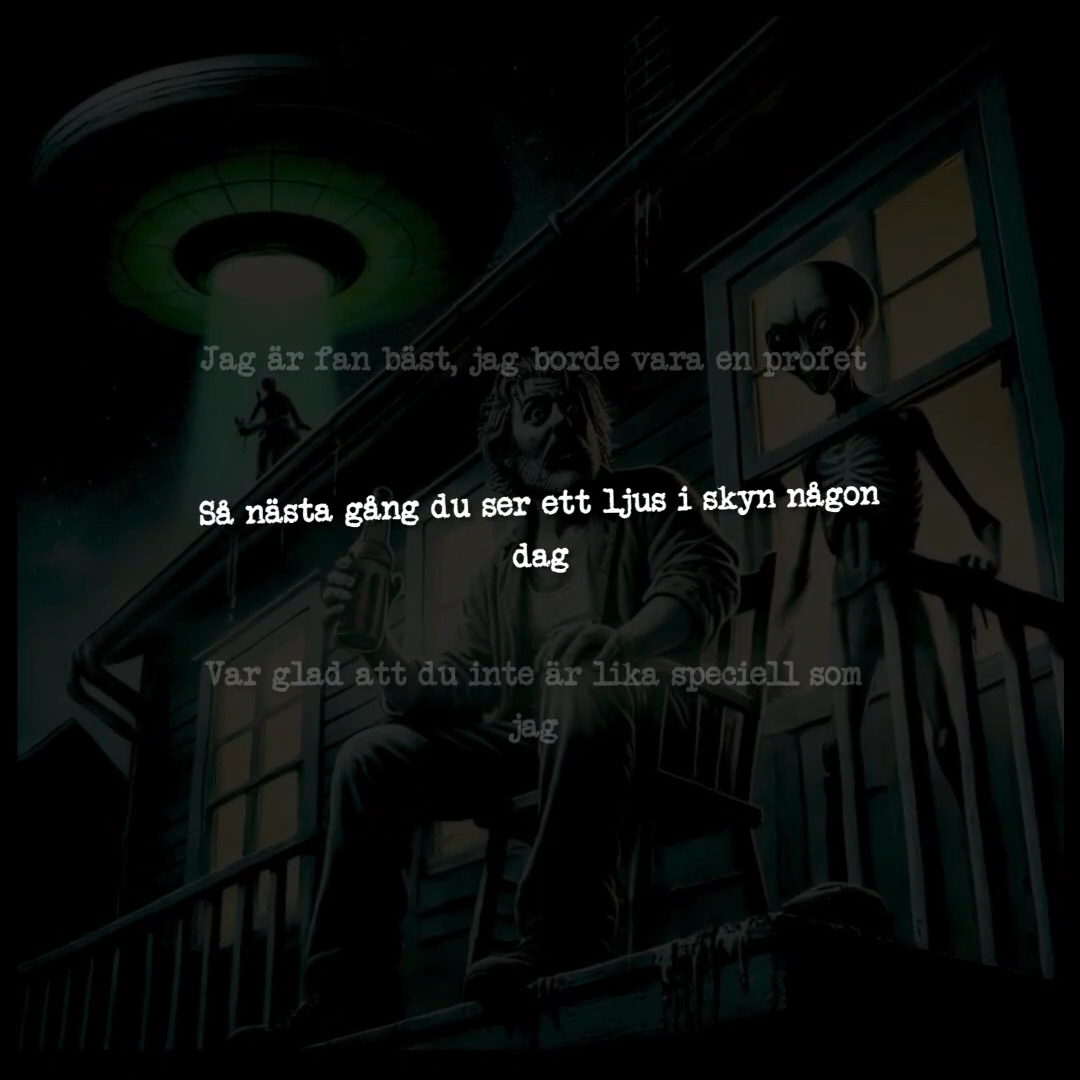 Jag är fan bäst, jag borde vara en profet
Så nästa gång du ser ett ljus i skyn någon
dag
Var glad att du inte är lika speciell som
jag